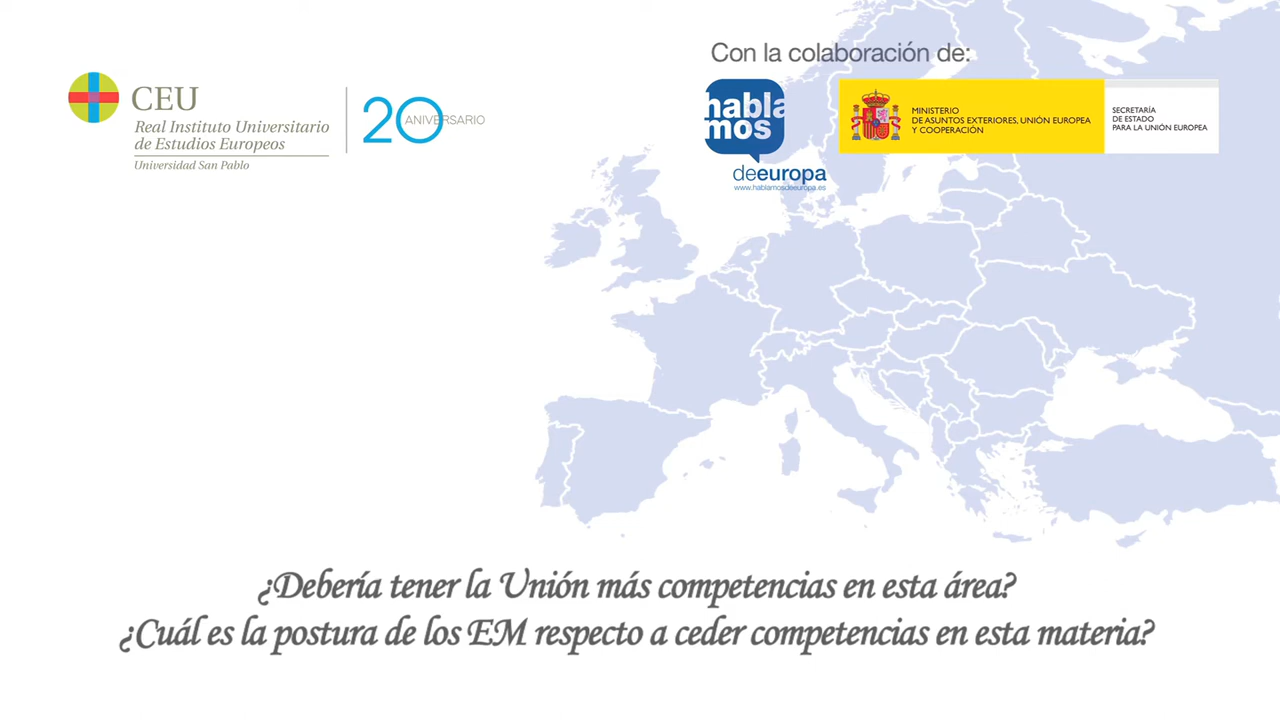 CEU
Real Instituto Universitario
de Estudios Europeos
Universidad San Pablo
20 ANIVERSARIO
Con la colaboración de:
habla
mos
deeuropa
www.hablamosdeeuropa.es
MINISTERIO
DE ASUNTOS EXTERIORES, UNIÓN EUROPEA
Y COOPERACIÓN
SECRETARÍA
DE ESTADO
PARA LA UNIÓN EUROPEA
¿Debería tener la Unión más competencias en esta área?
¿Cuál es la postura de los EM respecto a ceder competencias en esta materia?